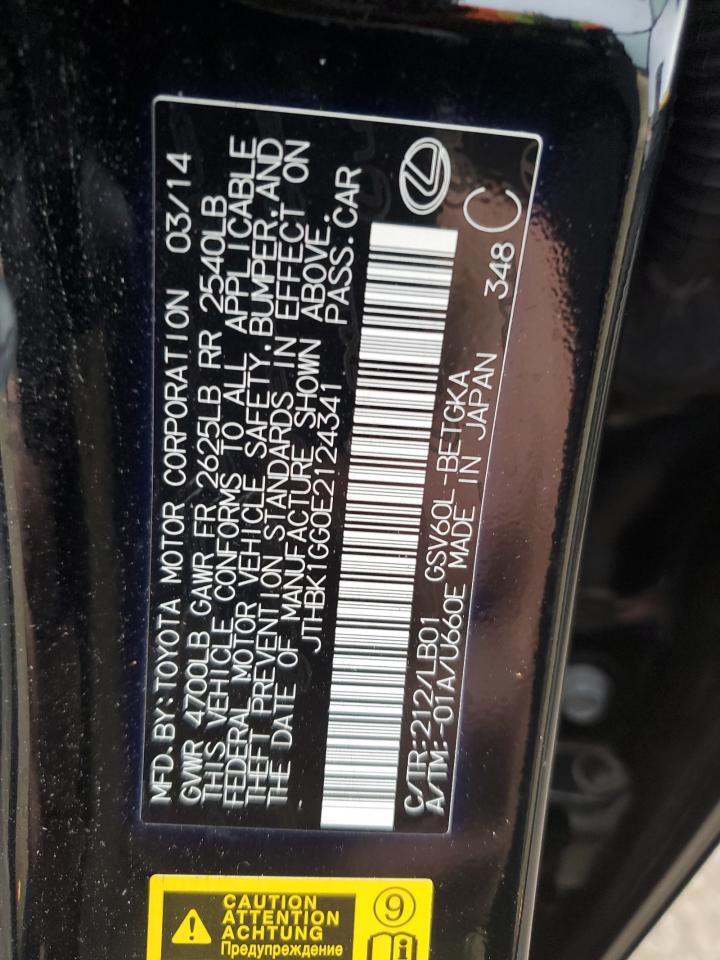 MFD.BY:TOYOTA MOTOR CORPORATION 03/14
GVWR 4700LB GAWR FR 2625LB RR 2540LB
THIS VEHICLE CONFORMS TO ALL APPLICABLE
FEDERAL MOTOR VEHICLE SAFETY,BUMPER,AND
THEFT PREVENTION STANDARDS IN EFFECT ON
THE DATE OF MANUFACTURE SHOWN ABOVE.
JTHBK1GG0E2124341 PASS.CAR
C/TR:212/LB01 GSV60L-BETGKA
A/TM:-01A/U660E MADE IN JAPAN 348 C
CAUTION
ATTENTION
ACHTUNG
Предупреждение
9